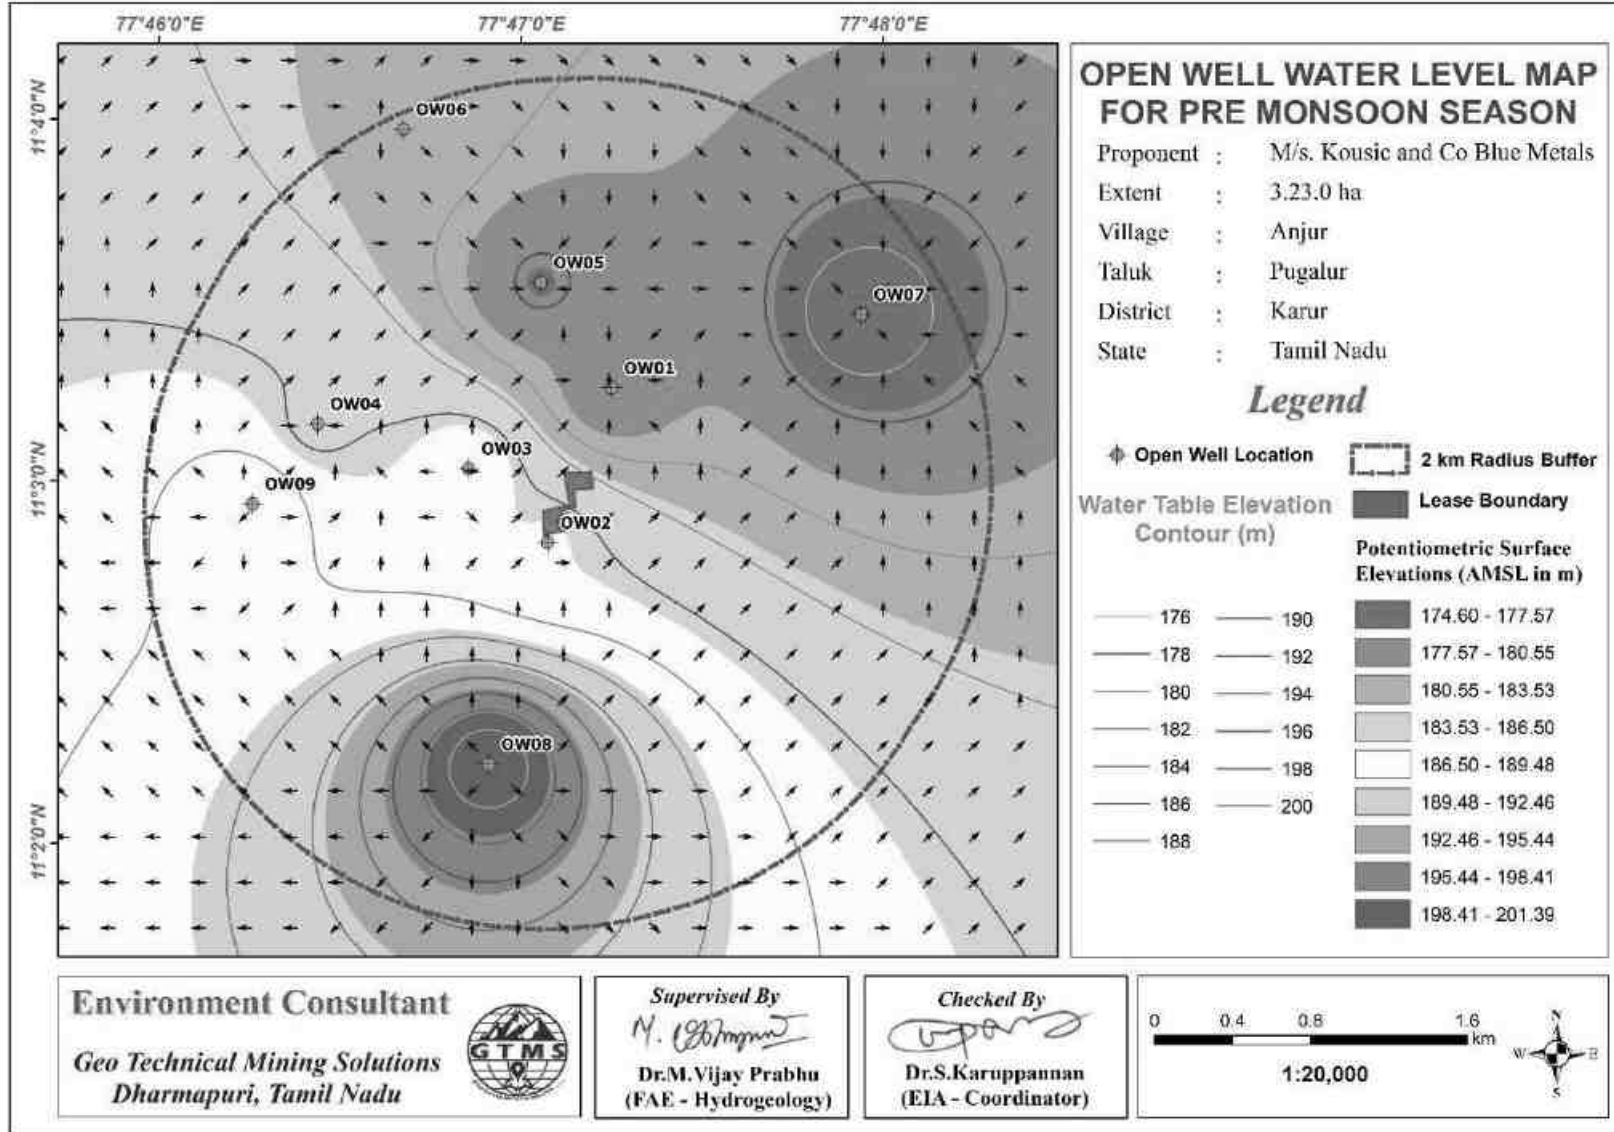 77°46'0"E
77°47'0"E
77°48'0"E
11°4'0"N
11°3'0"N
11°2'0"N
OW06
OW05
OW07
OW01
OW04
OW03
OW09
OW02
OW08
OPEN WELL WATER LEVEL MAP
FOR PRE MONSOON SEASON
Proponent : M/s. Kousic and Co Blue Metals
Extent : 3.23.0 ha
Village : Anjur
Taluk : Pugalur
District : Karur
State : Tamil Nadu
Legend
Open Well Location
2 km Radius Buffer
Lease Boundary
Water Table Elevation
Contour (m)
176
178
180
182
184
186
188
190
192
194
196
198
200
Potentiometric Surface
Elevations (AMSL in m)
174.60 - 177.57
177.57 - 180.55
180.55 - 183.53
183.53 - 186.50
186.50 - 189.48
189.48 - 192.46
192.46 - 195.44
195.44 - 198.41
198.41 - 201.39
Environment Consultant
Geo Technical Mining Solutions
Dharmapuri, Tamil Nadu
GTMS
Supervised By
Dr.M.Vijay Prabhu
(FAE - Hydrogeology)
Checked By
Dr.S.Karuppannan
(EIA - Coordinator)
0 0.4 0.8 1.6
km
1:20,000
N
W E
S